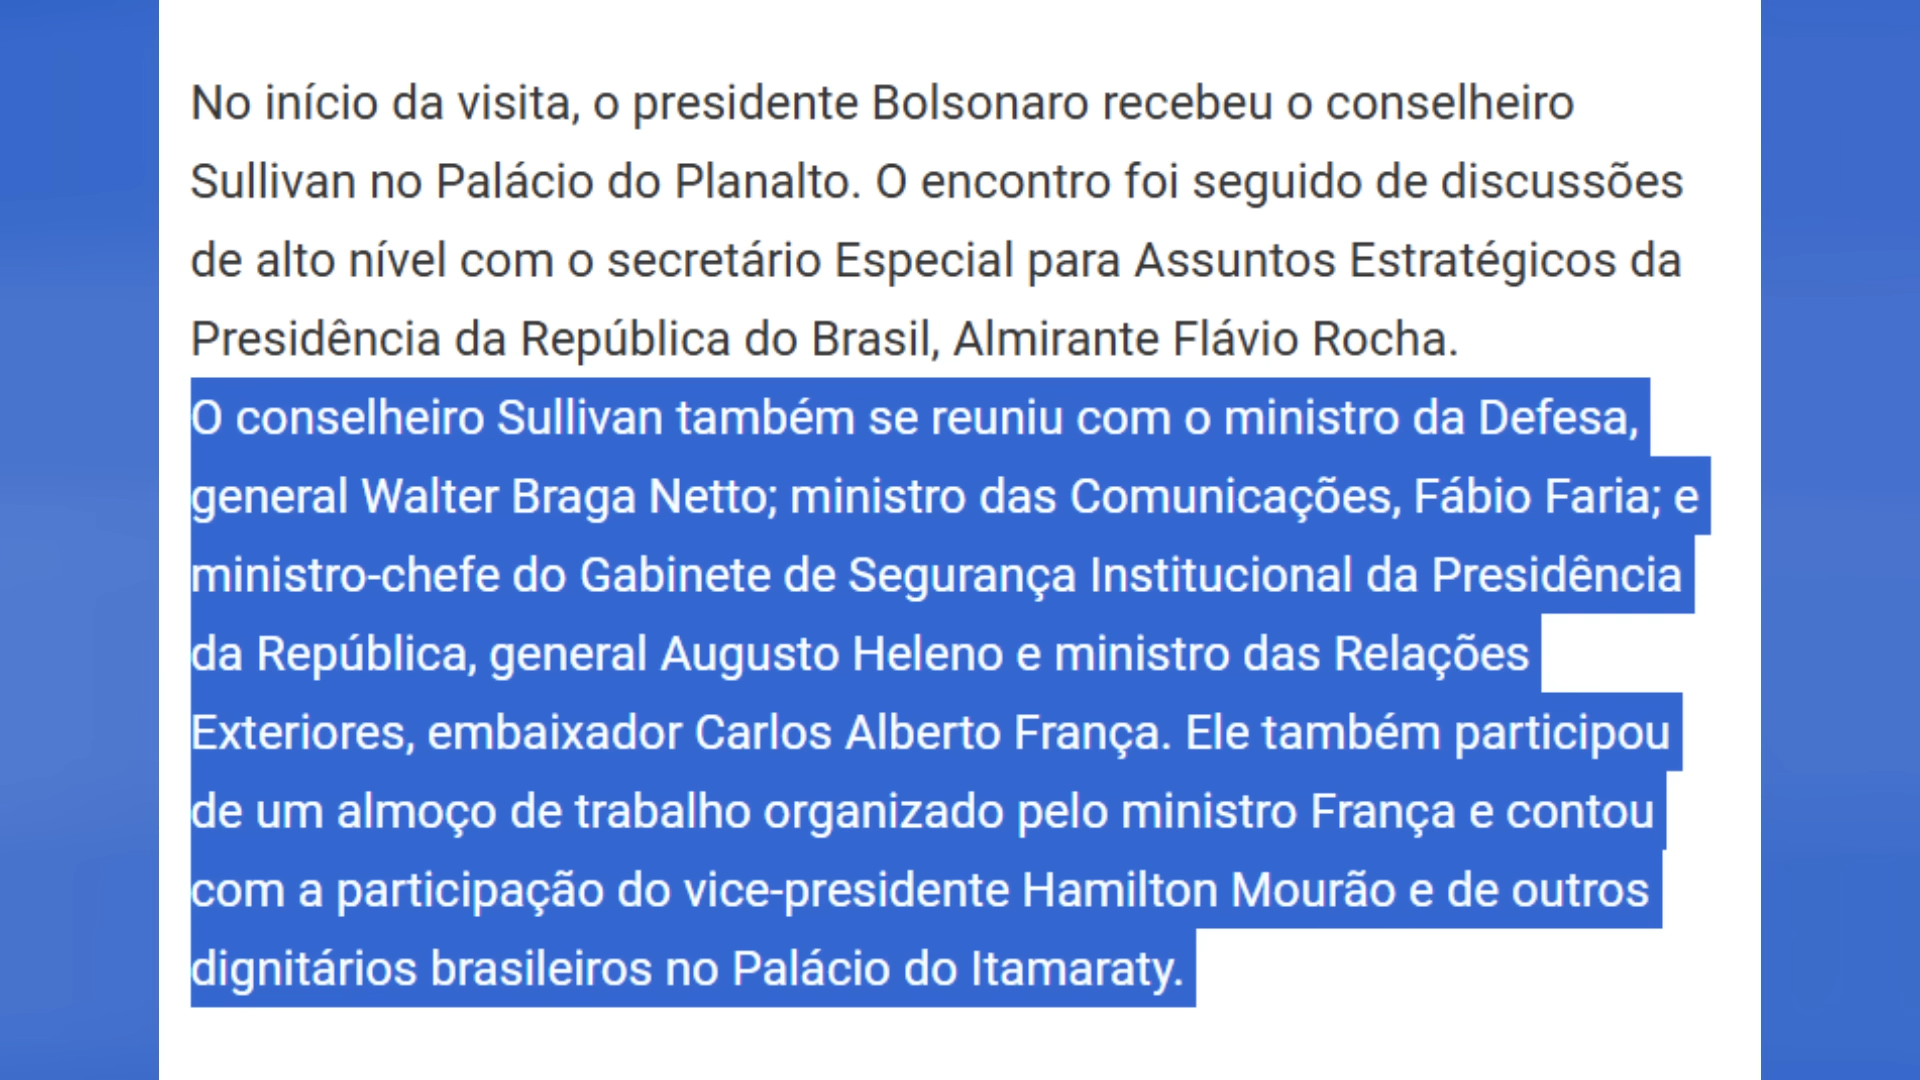 No início da visita, o presidente Bolsonaro recebeu o conselheiro
Sullivan no Palácio do Planalto. O encontro foi seguido de discussões
de alto nível com o secretário Especial para Assuntos Estratégicos da
Presidência da República do Brasil, Almirante Flávio Rocha.
O conselheiro Sullivan também se reuniu com o ministro da Defesa,
general Walter Braga Netto; ministro das Comunicações, Fábio Faria; e
ministro-chefe do Gabinete de Segurança Institucional da Presidência
da República, general Augusto Heleno e ministro das Relações
Exteriores, embaixador Carlos Alberto França. Ele também participou
de um almoço de trabalho organizado pelo ministro França e contou
com a participação do vice-presidente Hamilton Mourão e de outros
dignitários brasileiros no Palácio do Itamaraty.